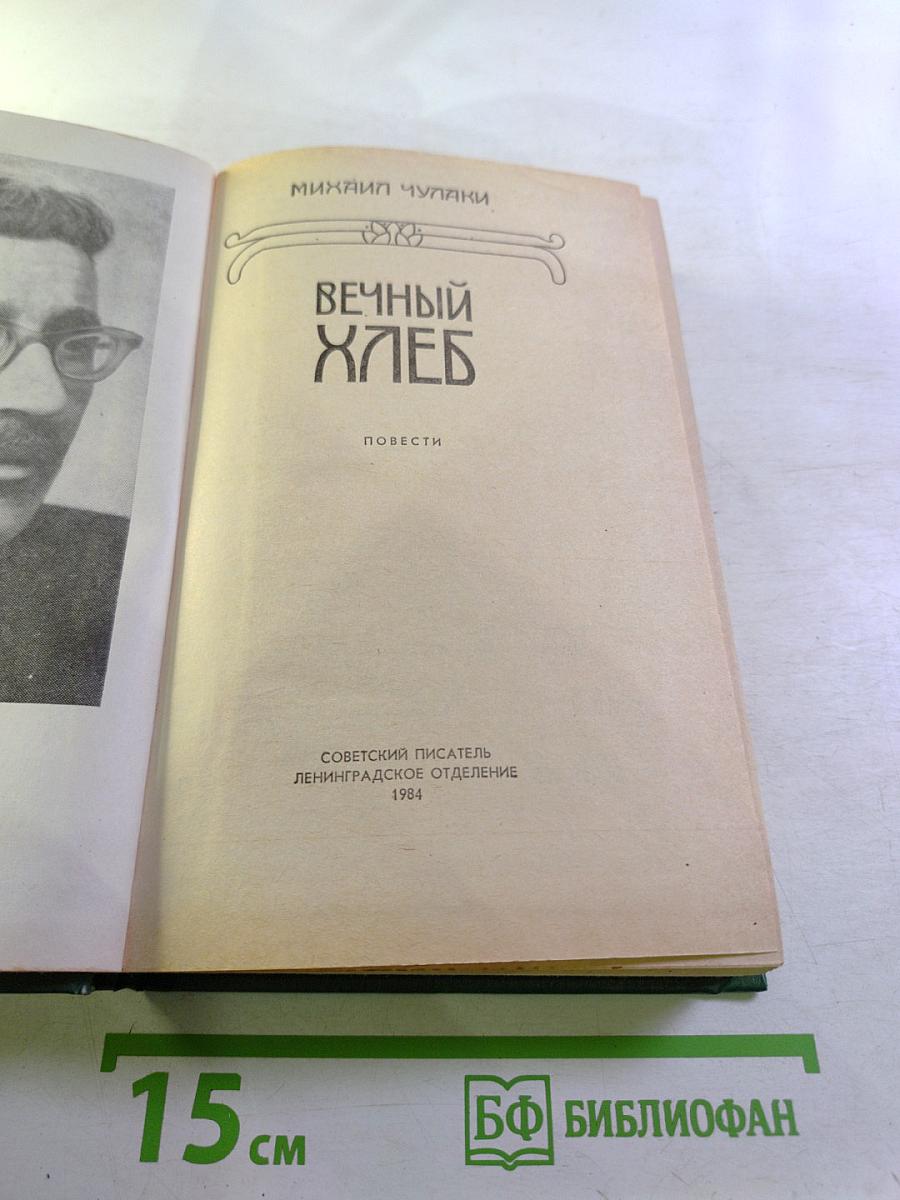 МИХАИЛ ЧУЛАКИ
ВЕЧНЫЙ
ХЛЕБ
ПОВЕСТИ
СОВЕТСКИЙ ПИСАТЕЛЬ
ЛЕНИНГРАДСКОЕ ОТДЕЛЕНИЕ
1984
15 см
БФ БИБЛИОФАН